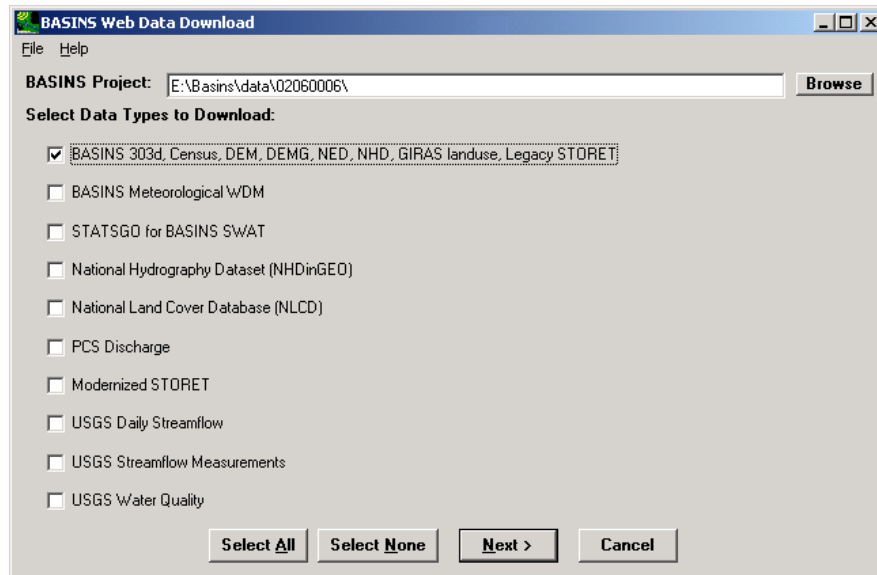 BASINS Web Data Download
File Help
BASINS Project: E:\Basins\data\02060006\ Browse
Select Data Types to Download:
BASINS 303d, Census, DEM, DEMG, NED, NHD, GIRAS landuse, Legacy STORET
BASINS Meteorological WDM
STATSGO for BASINS SWAT
National Hydrography Dataset (NHDinGEO)
National Land Cover Database (NLCD)
PCS Discharge
Modernized STORET
USGS Daily Streamflow
USGS Streamflow Measurements
USGS Water Quality
Select All Select None Next > Cancel